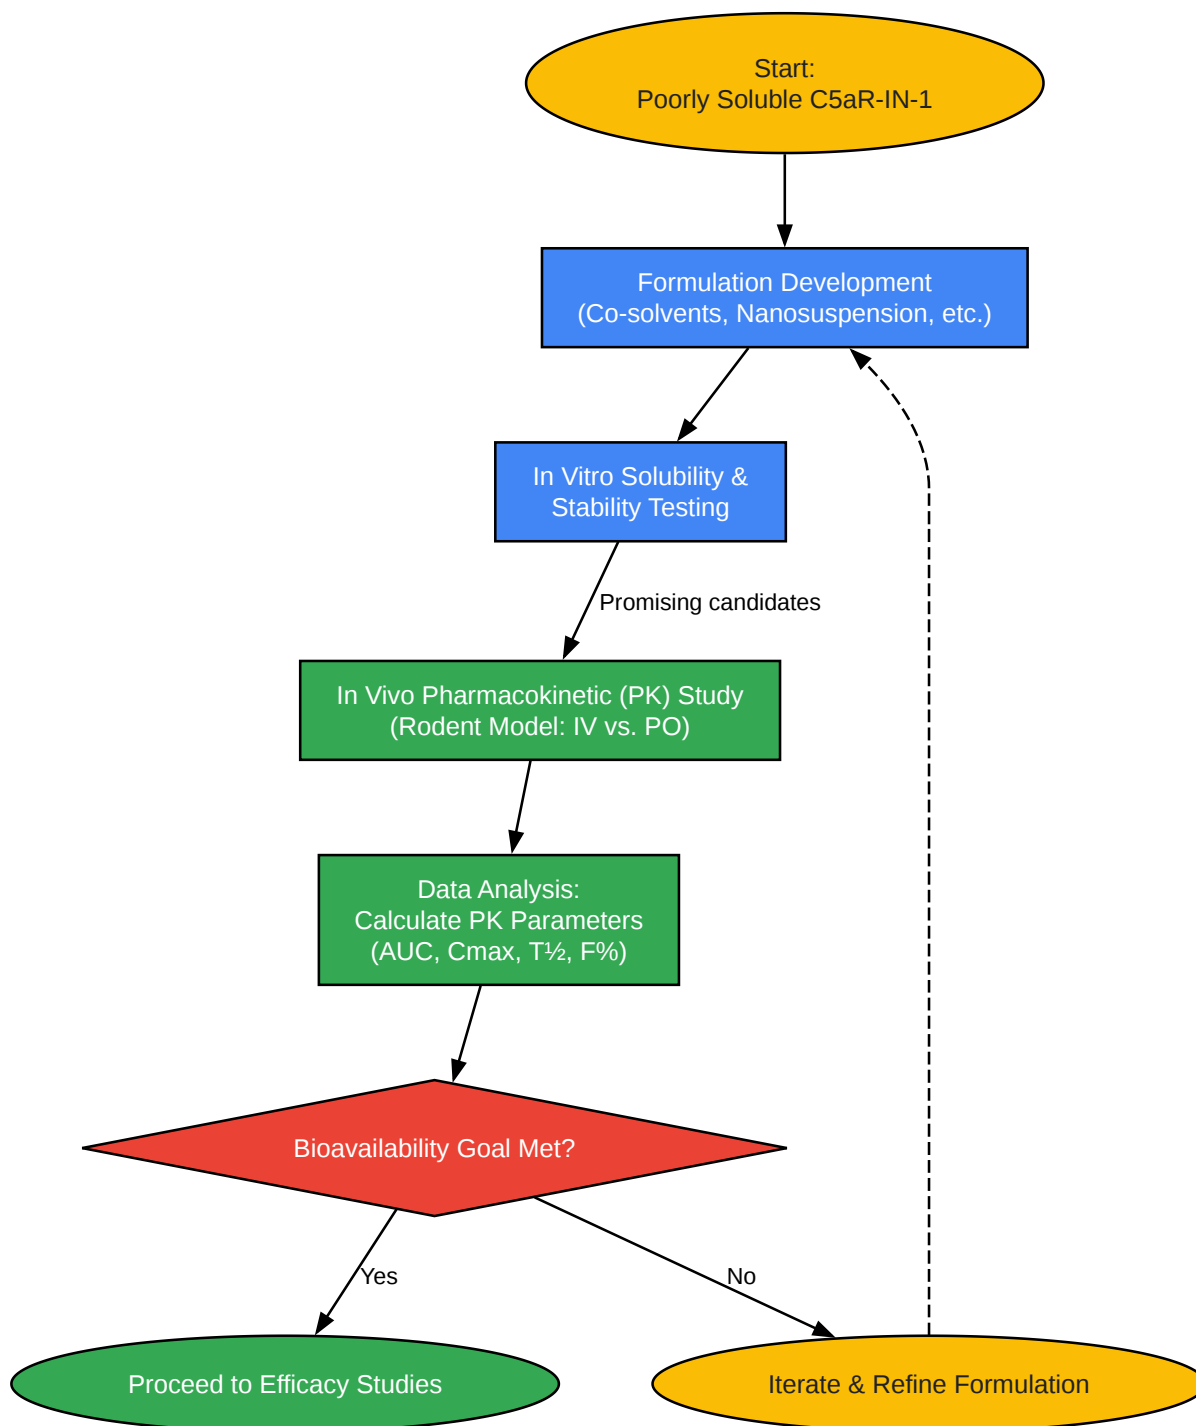 Start:
Poorly Soluble C5aR-IN-1
Formulation Development
(Co-solvents, Nanosuspension, etc.)
In Vitro Solubility &
Stability Testing
Promising candidates
In Vivo Pharmacokinetic (PK) Study
(Rodent Model: IV vs. PO)
Data Analysis:
Calculate PK Parameters
(AUC, Cmax, T½, F%)
Bioavailability Goal Met?
Yes
No
Proceed to Efficacy Studies
Iterate & Refine Formulation